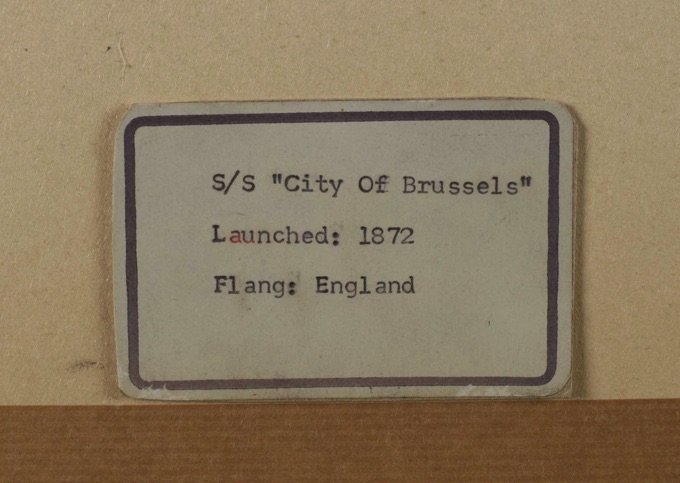 S/S "City Of Brussels"
Launched: 1872
Flang: England